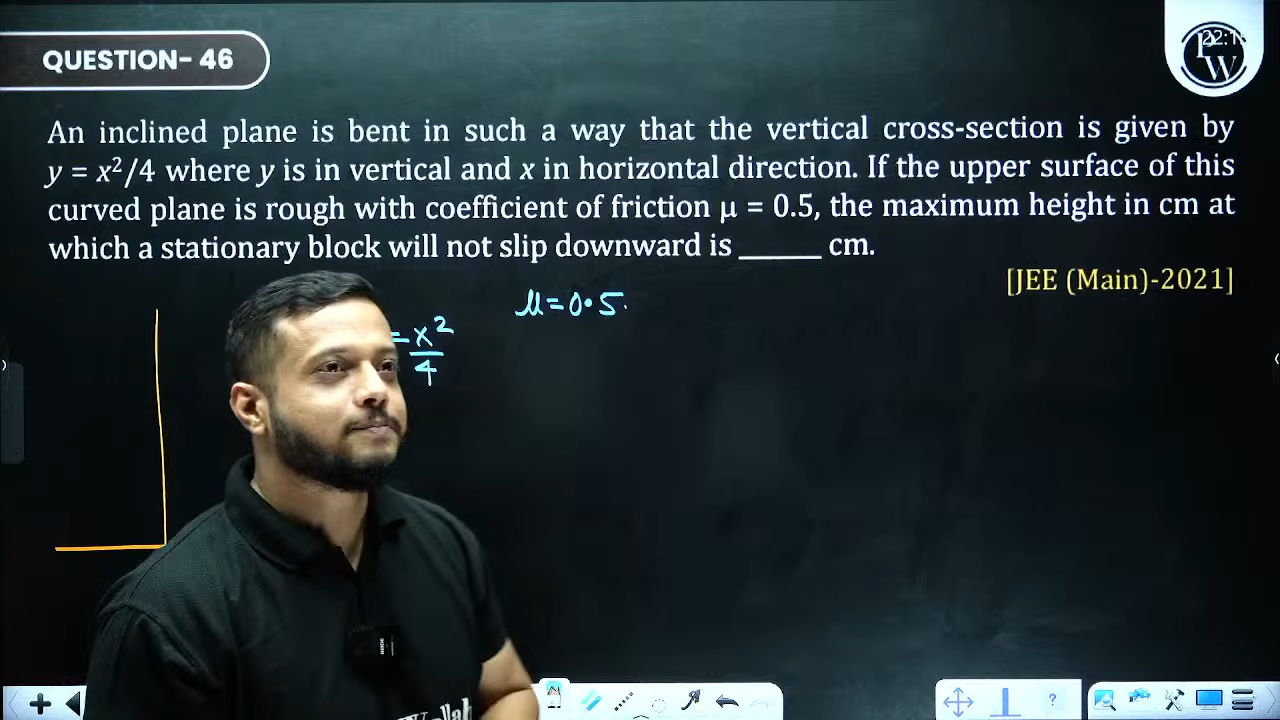 QUESTION- 46
22:1
PW
An inclined plane is bent in such a way that the vertical cross-section is given by
y = x²/4 where y is in vertical and x in horizontal direction. If the upper surface of this
curved plane is rough with coefficient of friction μ = 0.5, the maximum height in cm at
which a stationary block will not slip downward is ______ cm.
[JEE (Main)-2021]
μ=0.5.
=x²/4